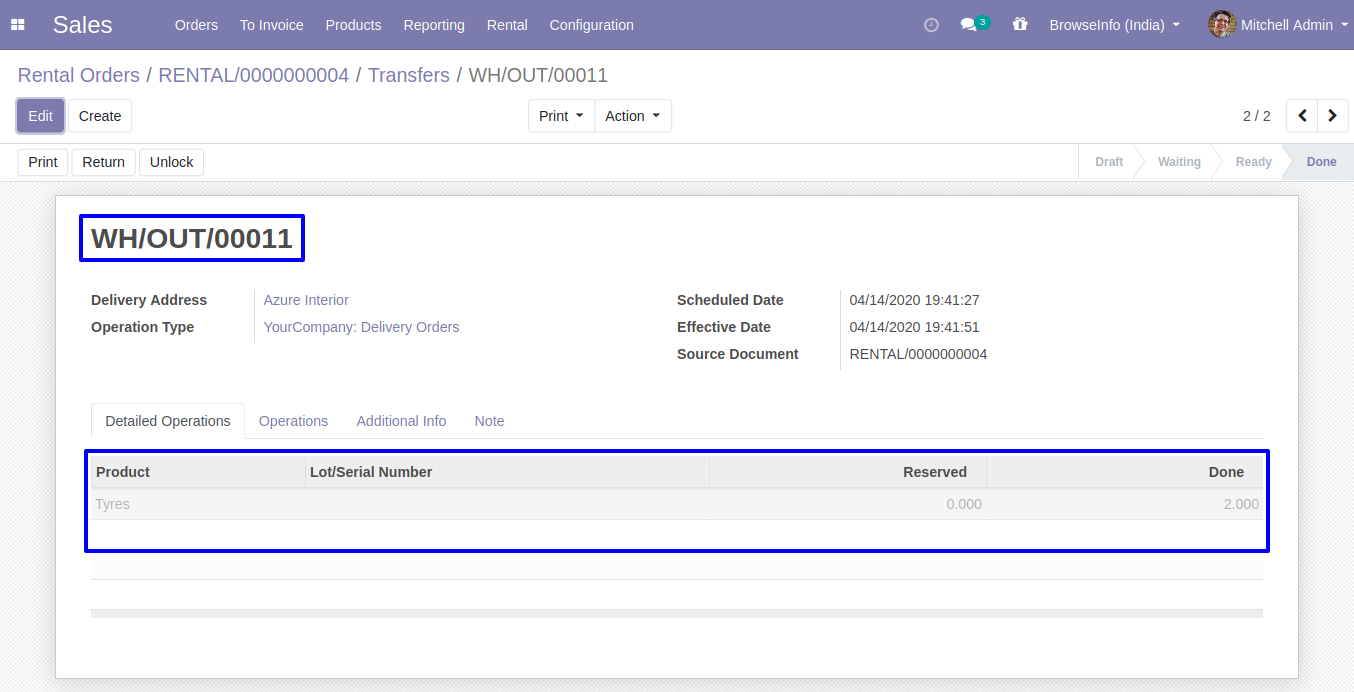 Sales Orders To Invoice Products Reporting Rental Configuration 3 BrowseInfo (India) Mitchell Admin
Rental Orders / RENTAL/0000000004 / Transfers / WH/OUT/00011
Edit Create Print Action 2 / 2
Print Return Unlock Draft Waiting Ready Done
WH/OUT/00011
Delivery Address Azure Interior Scheduled Date 04/14/2020 19:41:27
Operation Type YourCompany: Delivery Orders Effective Date 04/14/2020 19:41:51
Source Document RENTAL/0000000004
Detailed Operations Operations Additional Info Note
Product Lot/Serial Number Reserved Done
Tyres 0.000 2.000